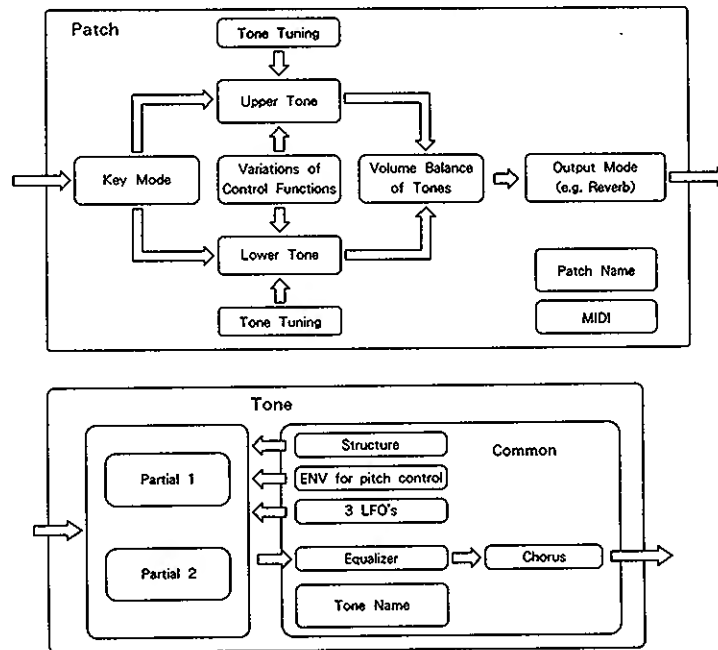 Patch
Tone Tuning
Upper Tone
Key Mode
Variations of
Control Functions
Volume Balance
of Tones
Output Mode
(e.g. Reverb)
Lower Tone
Patch Name
Tone Tuning
MIDI
Tone
Structure
Common
Partial 1
ENV for pitch control
3 LFO's
Partial 2
Equalizer
Chorus
Tone Name